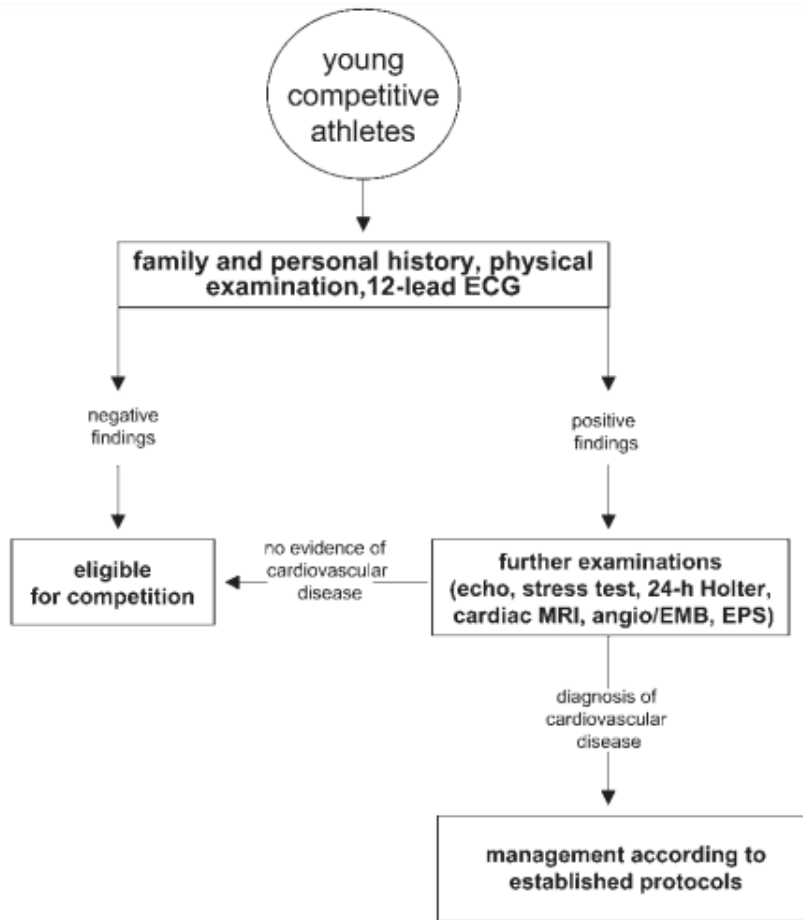 young
competitive
athletes
family and personal history, physical
examination,12-lead ECG
negative
findings
positive
findings
eligible
for competition
no evidence of
cardiovascular
disease
further examinations
(echo, stress test, 24-h Holter,
cardiac MRI, angio/EMB, EPS)
diagnosis of
cardiovascular
disease
management according to
established protocols